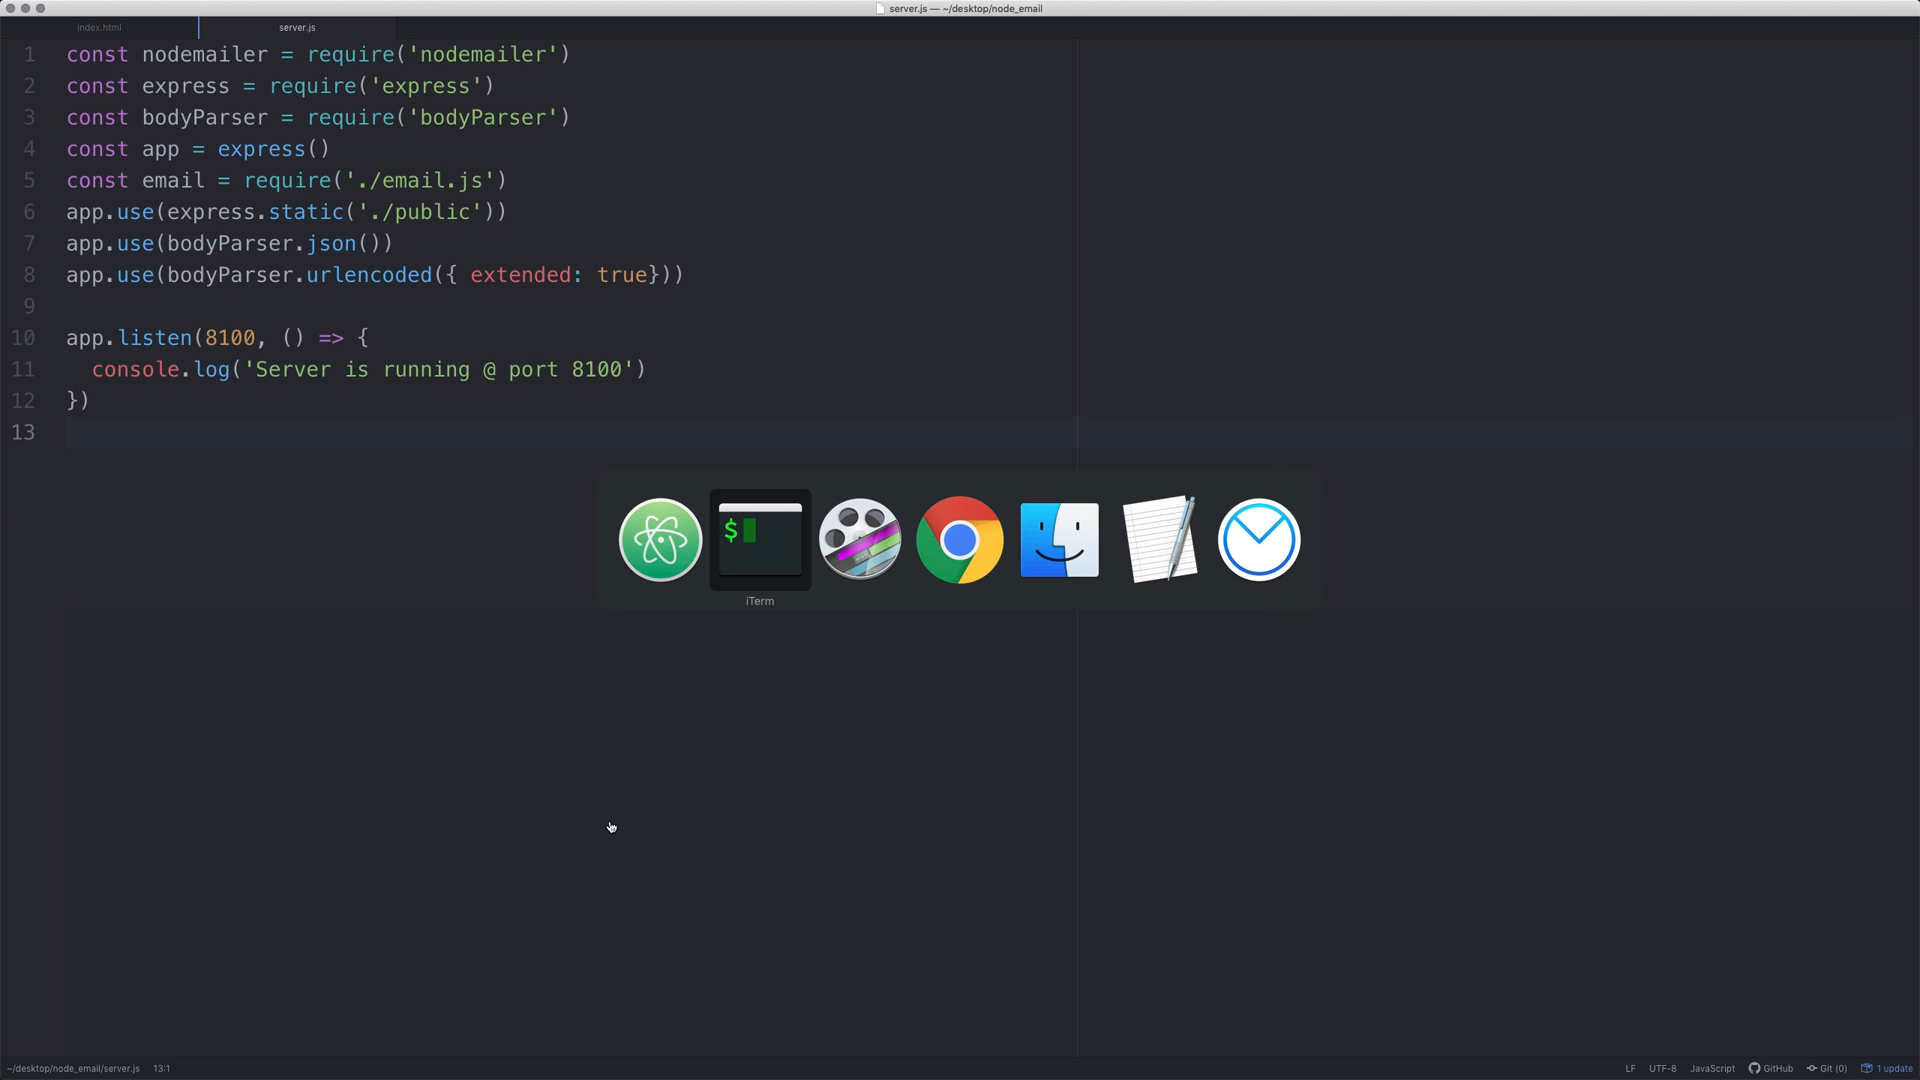 server.js — ~/desktop/node_email
index.html
server.js
1 const nodemailer = require('nodemailer')
2 const express = require('express')
3 const bodyParser = require('bodyParser')
4 const app = express()
5 const email = require('./email.js')
6 app.use(express.static('./public'))
7 app.use(bodyParser.json())
8 app.use(bodyParser.urlencoded({ extended: true}))
9
10 app.listen(8100, () => {
11   console.log('Server is running @ port 8100')
12 })
13
$
iTerm
~/desktop/node_email/server.js 13:1
LF UTF-8 JavaScript GitHub Git (0) 1 update